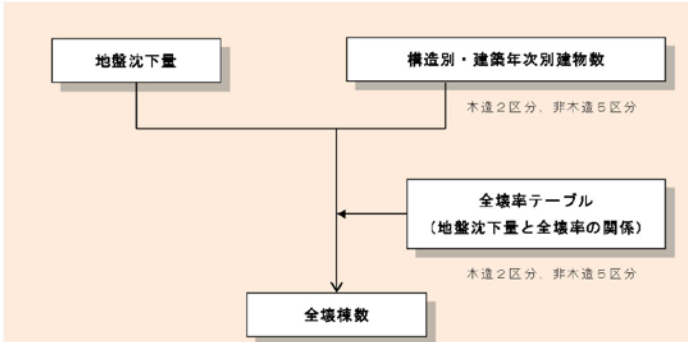 地盤沈下量
構造別・建築年次別建物数
木造２区分、非木造５区分
全壊率テーブル
（地盤沈下量と全壊率の関係）
木造２区分、非木造５区分
全壊棟数